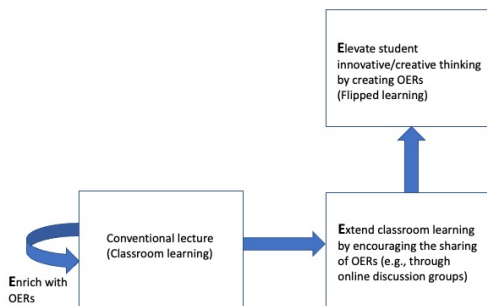 Elevate student
innovative/creative thinking
by creating OERs
(Flipped learning)
Conventional lecture
(Classroom learning)
Extend classroom learning
by encouraging the sharing
of OERs (e.g., through
online discussion groups)
Enrich with
OERs